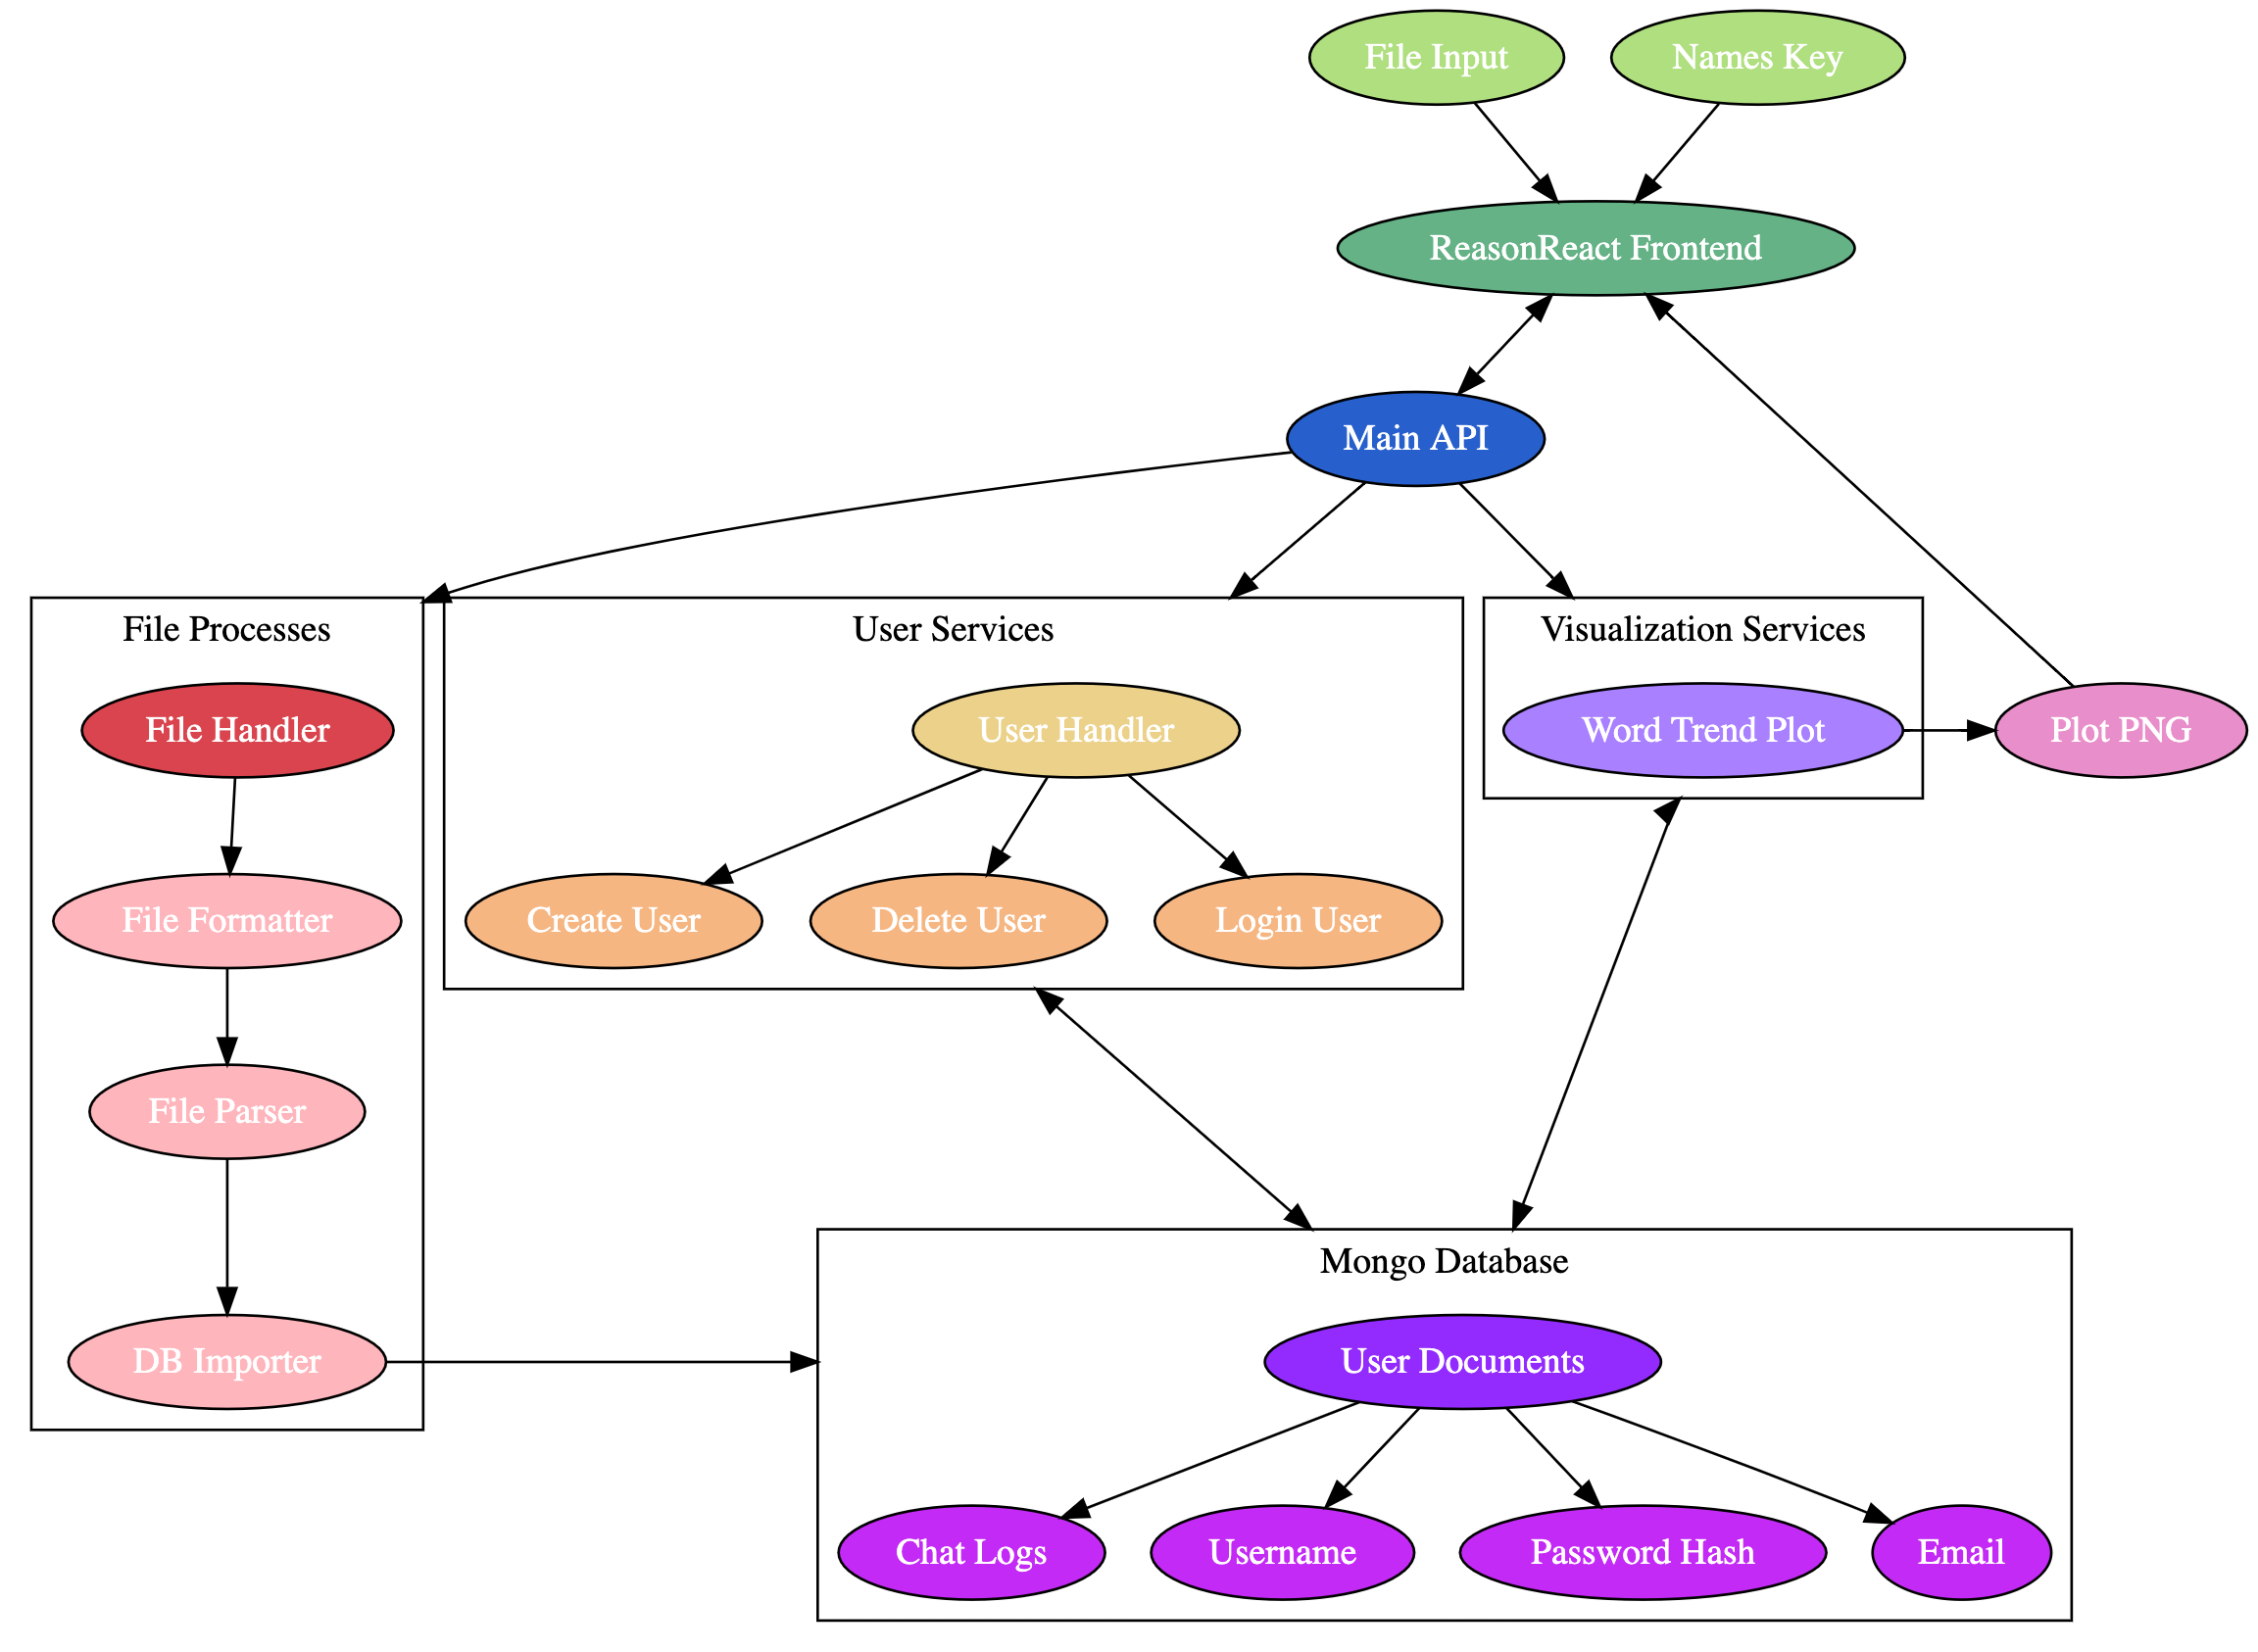 File Input
Names Key
ReasonReact Frontend
Main API
File Processes
User Services
Visualization Services
File Handler
User Handler
Word Trend Plot
Plot PNG
File Formatter
Create User
Delete User
Login User
File Parser
Mongo Database
DB Importer
User Documents
Chat Logs
Username
Password Hash
Email